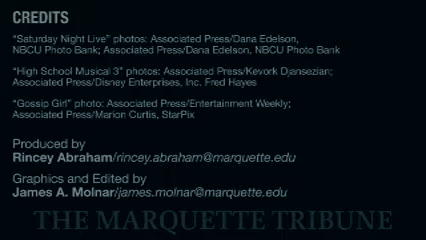 CREDITS
"Saturday Night Live" photos: Associated Press/Dana Edelson,
NBCU Photo Bank; Associated Press/Dana Edelson, NBCU Photo Bank
"High School Musical 3" photos: Associated Press/Kevork Djansezian;
Associated Press/Disney Enterprises, Inc. Fred Hayes
"Gossip Girl" photo: Associated Press/Entertainment Weekly;
Associated Press/Marion Curtis, StarPix
Produced by
Rincey Abraham/rincey.abraham@marquette.edu
Graphics and Edited by
James A. Molnar/james.molnar@marquette.edu
THE MARQUETTE TRIBUNE